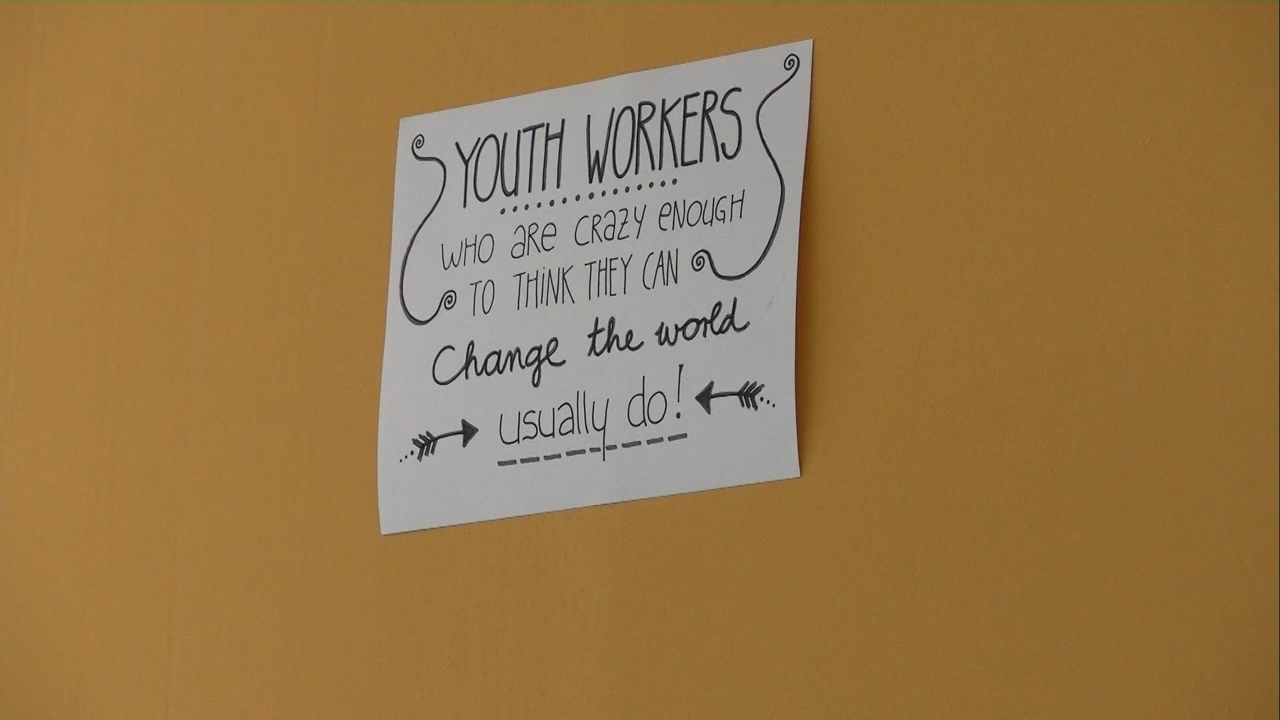 YOUTH WORKERS
WHO aRe CRaZY eNOUGH
TO THiNK THEY CAN
Change the world
usually do!